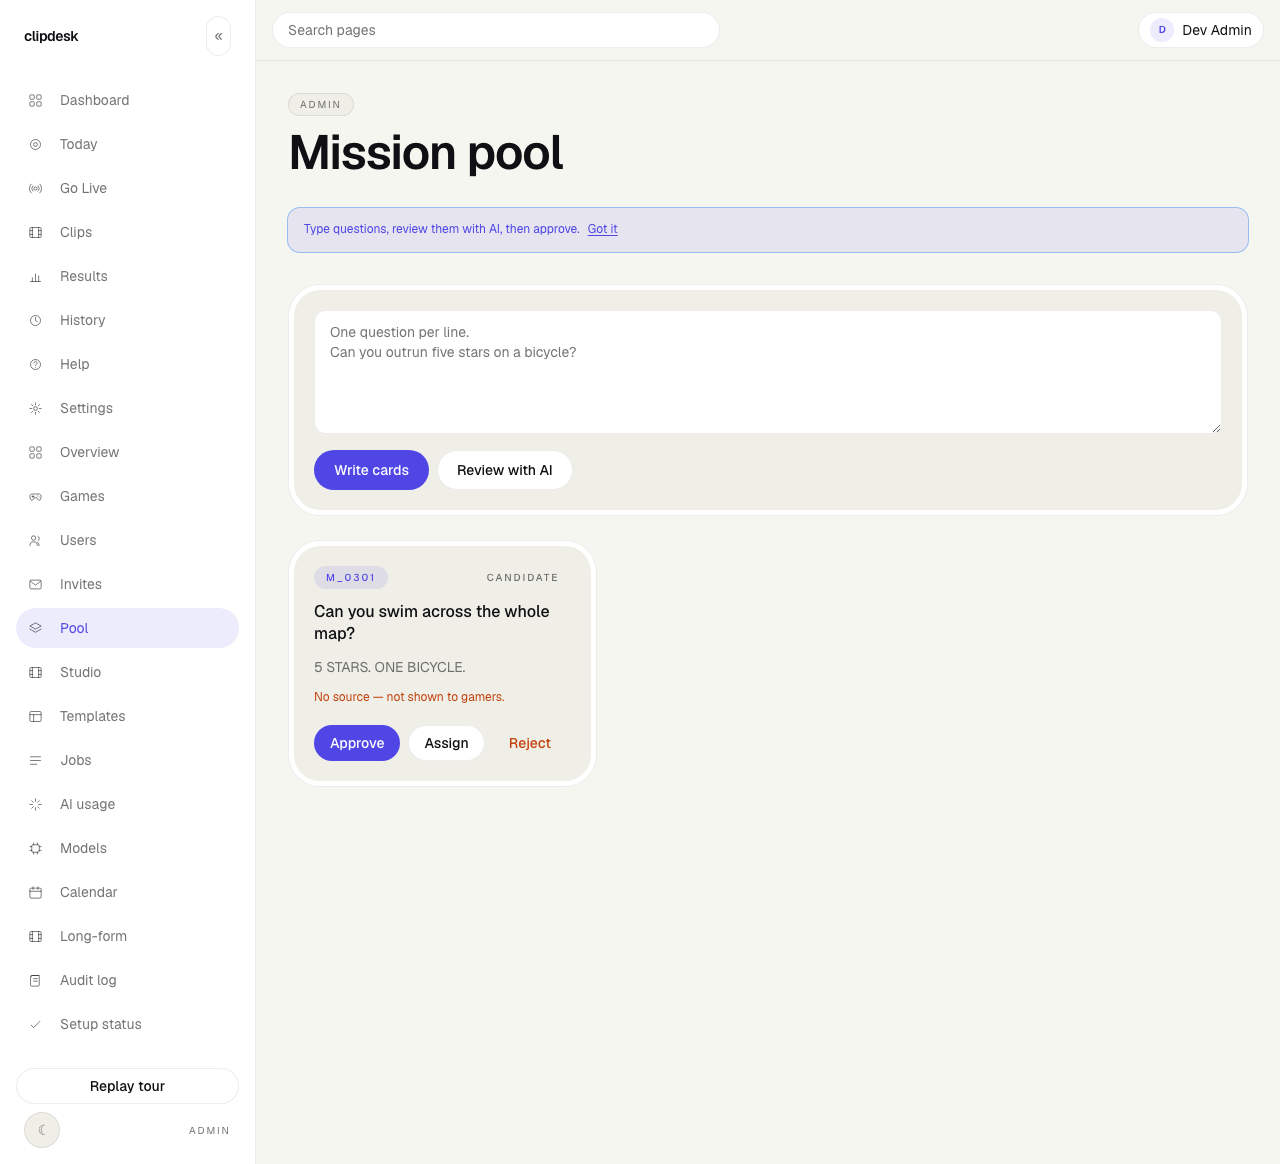 clipdesk
«
Search pages
D
Dev Admin
Dashboard
Today
Go Live
Clips
Results
History
Help
Settings
Overview
Games
Users
Invites
Pool
Studio
Templates
Jobs
AI usage
Models
Calendar
Long-form
Audit log
Setup status
Replay tour
ADMIN
ADMIN
Mission pool
Type questions, review them with AI, then approve. Got it
One question per line.
Can you outrun five stars on a bicycle?
Write cards
Review with AI
M_0301
CANDIDATE
Can you swim across the whole
map?
5 STARS. ONE BICYCLE.
No source — not shown to gamers.
Approve
Assign
Reject